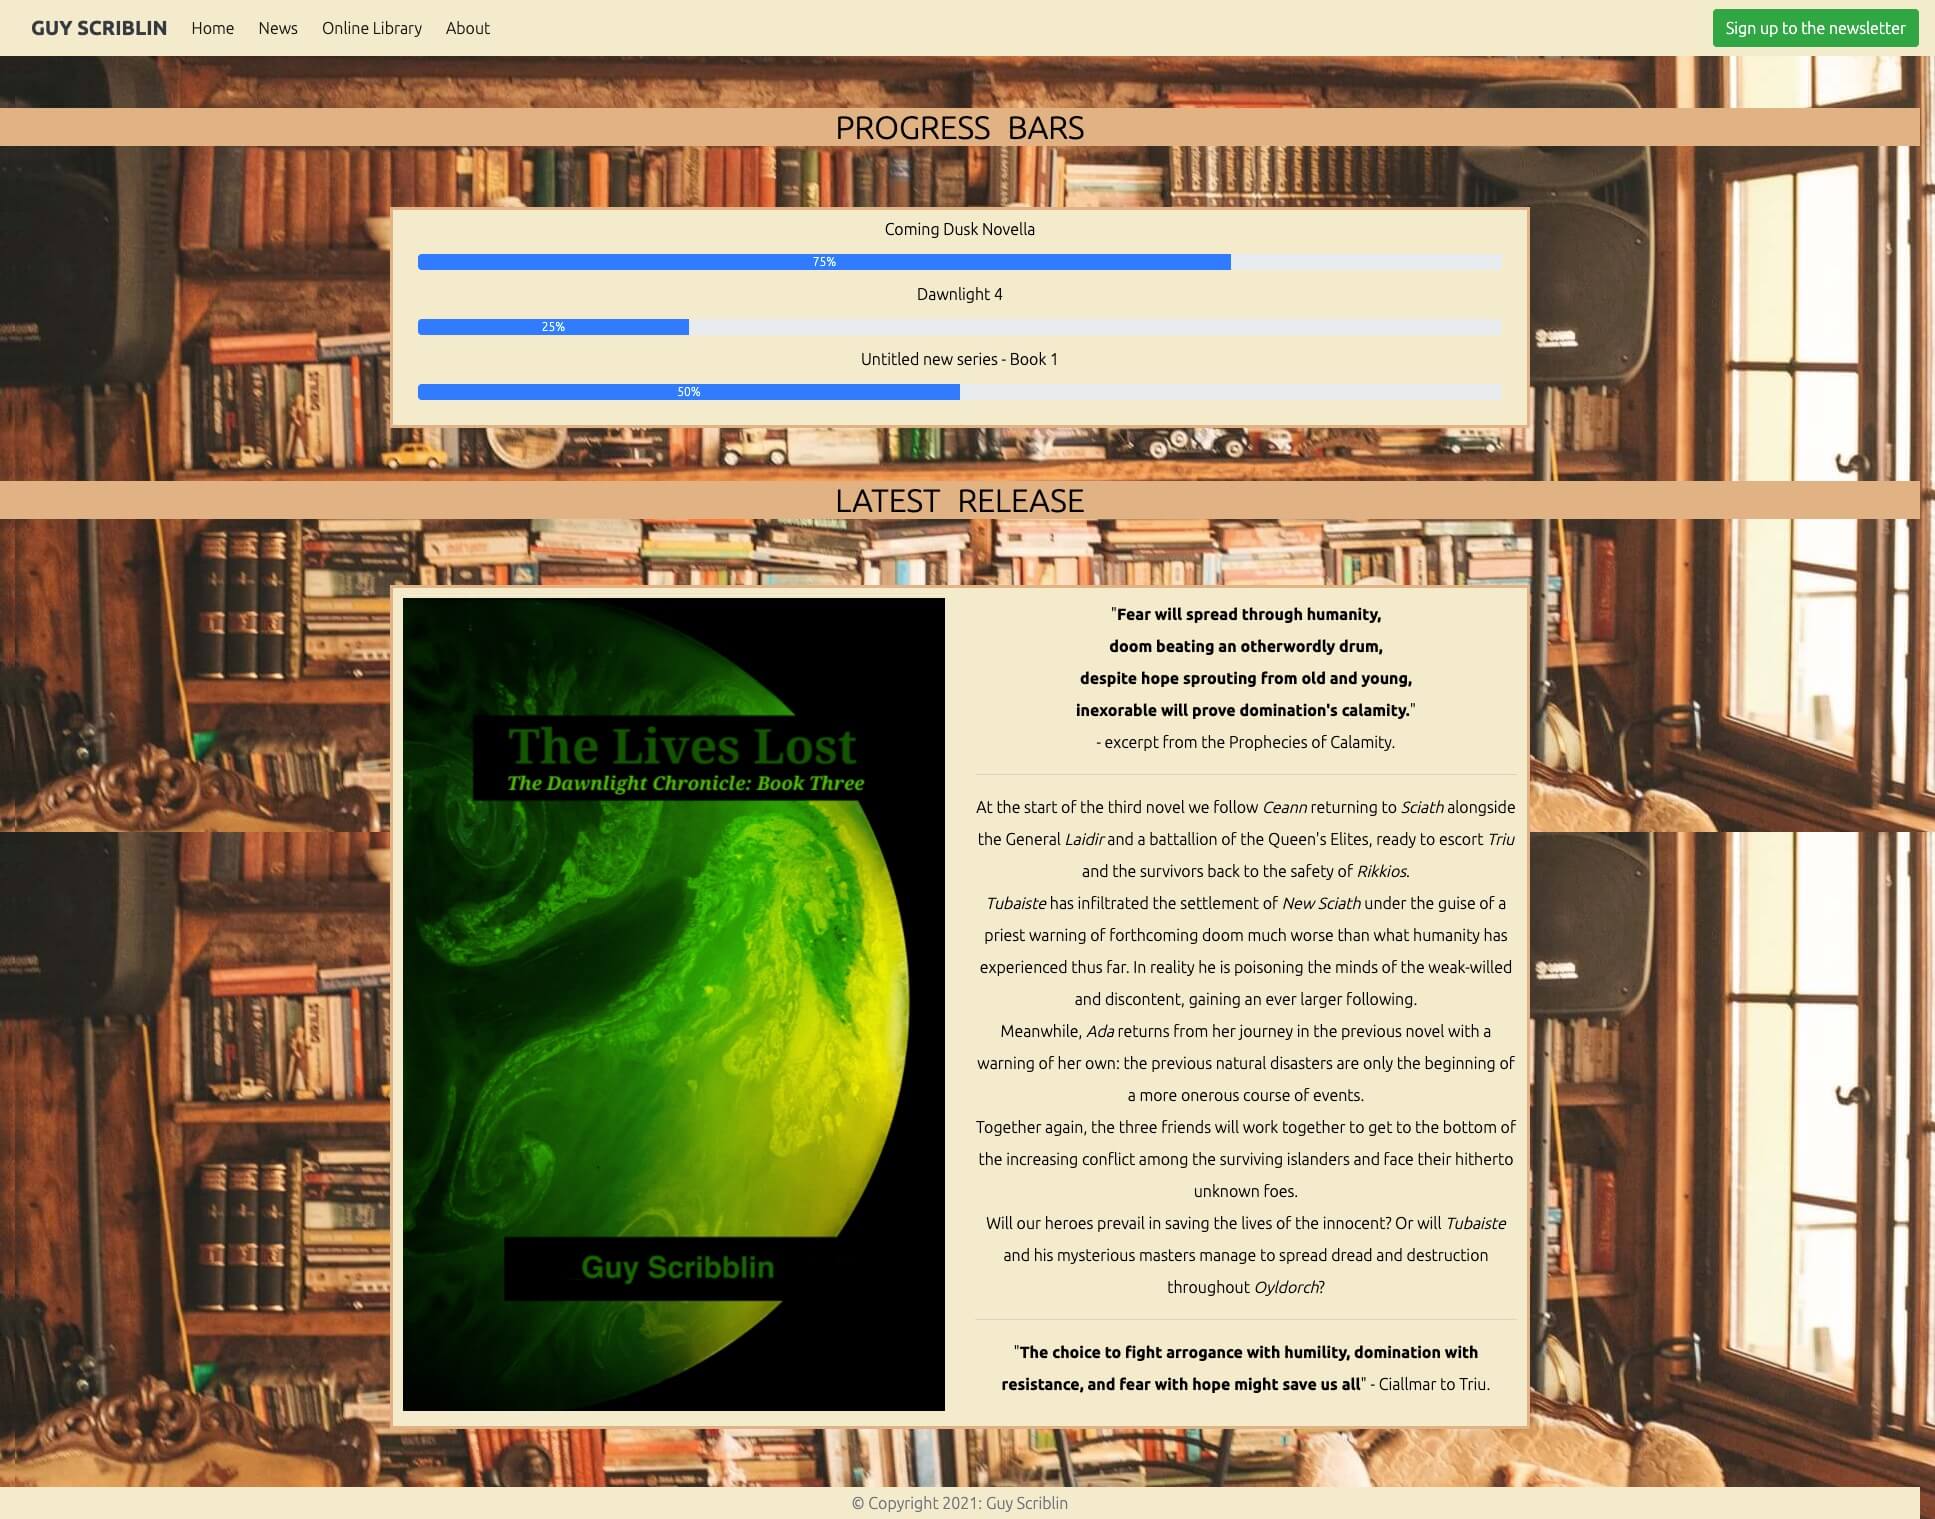 GUY SCRIBLIN Home News Online Library About Sign up to the newsletter
PROGRESS BARS
Coming Dusk Novella
75%
Dawnlight 4
25%
Untitled new series - Book 1
50%
LATEST RELEASE
The Lives Lost
The Dawnlight Chronicle: Book Three
Guy Scribblin
"Fear will spread through humanity,
doom beating an otherwordly drum,
despite hope sprouting from old and young,
inexorable will prove domination's calamity."
- excerpt from the Prophecies of Calamity.
At the start of the third novel we follow Ceann returning to Sciath alongside
the General Laidir and a battallion of the Queen's Elites, ready to escort Triu
and the survivors back to the safety of Rikkios.
Tubaiste has infiltrated the settlement of New Sciath under the guise of a
priest warning of forthcoming doom much worse than what humanity has
experienced thus far. In reality he is poisoning the minds of the weak-willed
and discontent, gaining an ever larger following.
Meanwhile, Ada returns from her journey in the previous novel with a
warning of her own: the previous natural disasters are only the beginning of
a more onerous course of events.
Together again, the three friends will work together to get to the bottom of
the increasing conflict among the surviving islanders and face their hitherto
unknown foes.
Will our heroes prevail in saving the lives of the innocent? Or will Tubaiste
and his mysterious masters manage to spread dread and destruction
throughout Oyldorch?
"The choice to fight arrogance with humility, domination with
resistance, and fear with hope might save us all" - Ciallmar to Triu.
© Copyright 2021: Guy Scriblin